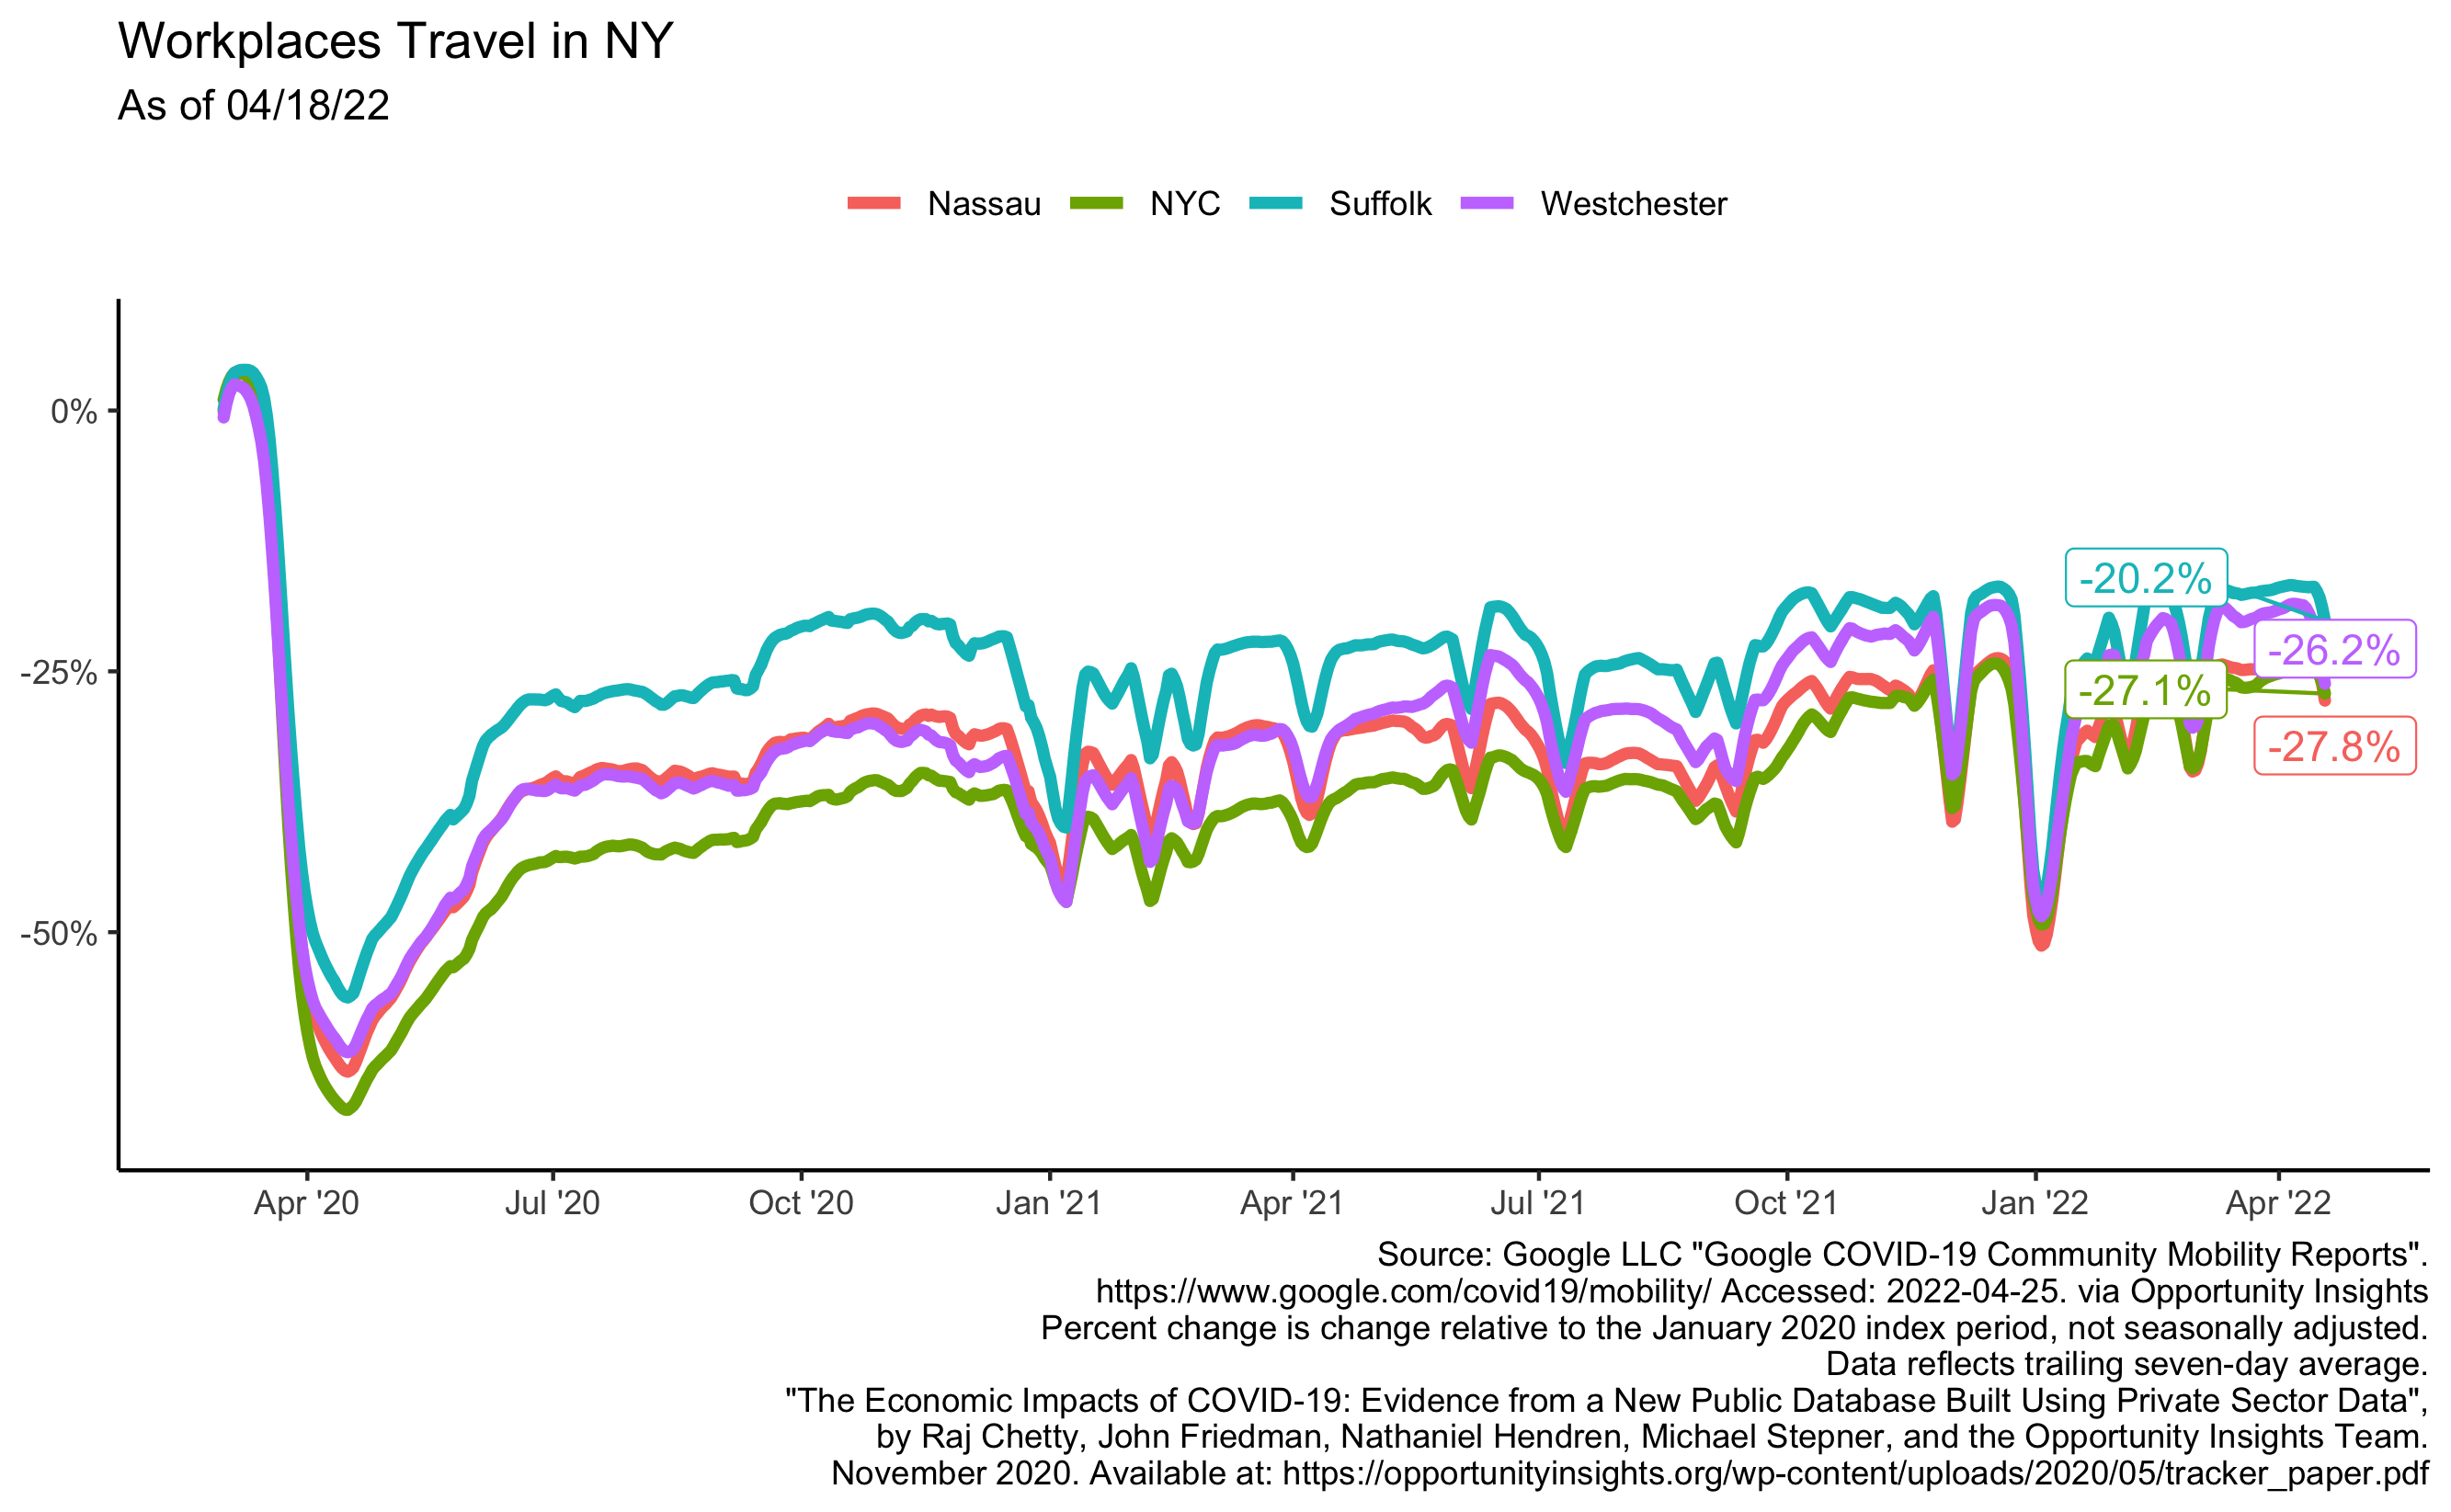 Workplaces Travel in NY
As of 04/18/22
Nassau NYC Suffolk Westchester
0%
-25%
-50%
-20.2%
-26.2%
-27.1%
-27.8%
Apr '20 Jul '20 Oct '20 Jan '21 Apr '21 Jul '21 Oct '21 Jan '22 Apr '22
Source: Google LLC "Google COVID-19 Community Mobility Reports".
https://www.google.com/covid19/mobility/ Accessed: 2022-04-25. via Opportunity Insights
Percent change is change relative to the January 2020 index period, not seasonally adjusted.
Data reflects trailing seven-day average.
"The Economic Impacts of COVID-19: Evidence from a New Public Database Built Using Private Sector Data",
by Raj Chetty, John Friedman, Nathaniel Hendren, Michael Stepner, and the Opportunity Insights Team.
November 2020. Available at: https://opportunityinsights.org/wp-content/uploads/2020/05/tracker_paper.pdf